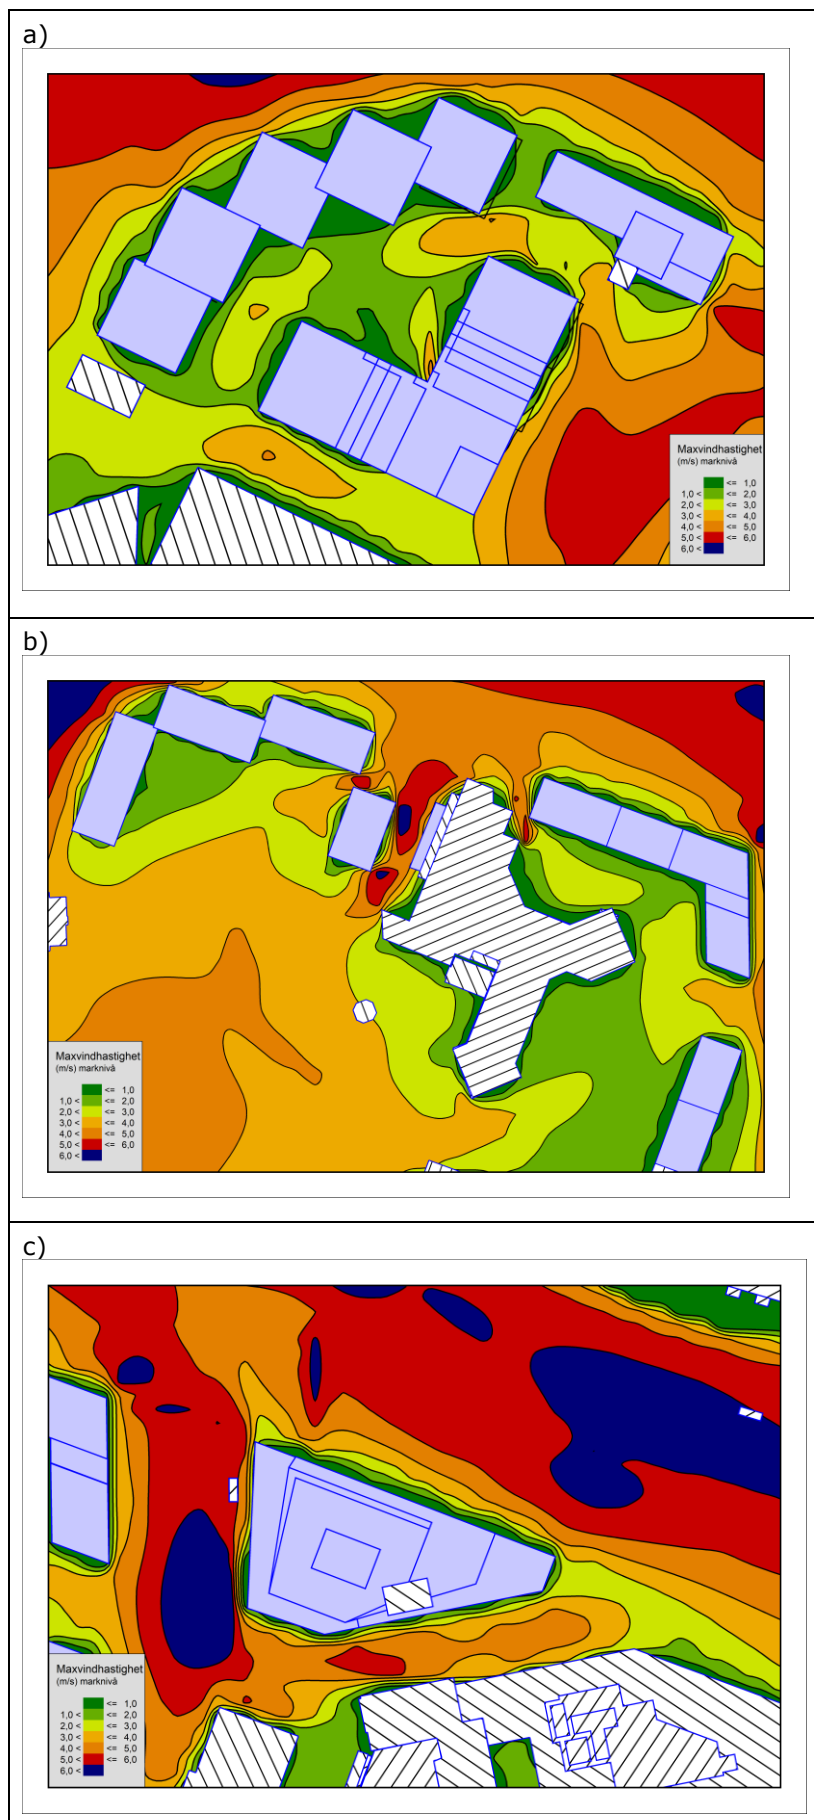 a)
Maxvindhastighet
(m/s) marknivå
<= 1,0
1,0 < <= 2,0
2,0 < <= 3,0
3,0 < <= 4,0
4,0 < <= 5,0
5,0 < <= 6,0
6,0 <
b)
Maxvindhastighet
(m/s) marknivå
<= 1,0
1,0 < <= 2,0
2,0 < <= 3,0
3,0 < <= 4,0
4,0 < <= 5,0
5,0 < <= 6,0
6,0 <
c)
Maxvindhastighet
(m/s) marknivå
<= 1,0
1,0 < <= 2,0
2,0 < <= 3,0
3,0 < <= 4,0
4,0 < <= 5,0
5,0 < <= 6,0
6,0 <